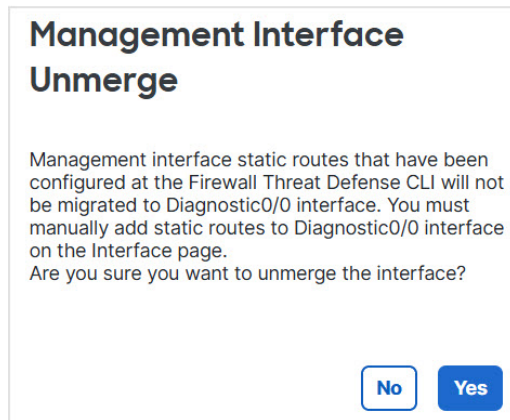 Management Interface
Unmerge
Management interface static routes that have been
configured at the Firewall Threat Defense CLI will not
be migrated to Diagnostic0/0 interface. You must
manually add static routes to Diagnostic0/0 interface
on the Interface page.
Are you sure you want to unmerge the interface?
No Yes